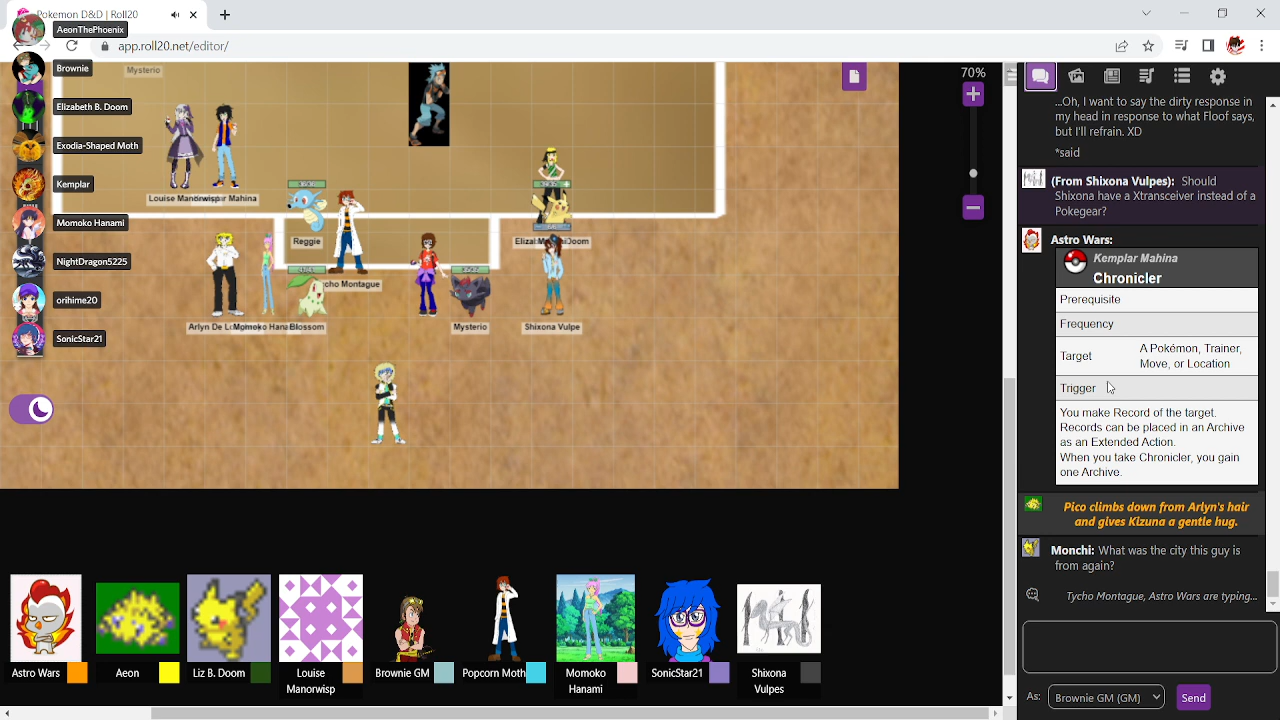 Pokemon D&D | Roll20
app.roll20.net/editor/
AeonThePhoenix
Brownie
Elizabeth B. Doom
Exodia-Shaped Moth
Kemplar
Momoko Hanami
NightDragon5225
orihime20
SonicStar21
Mysterio
Louise Manorwisp
Mahina
Reggie
Montague
Doom
Arlyn De
Momoko Hana
Blossom
Mysterio
Shixona Vulpe
70%
...Oh, I want to say the dirty response in
my head in response to what Floof says,
but I'll refrain. XD
*said
(From Shixona Vulpes): Should
Shixona have a Xtransceiver instead of a
Pokegear?
Astro Wars:
Kemplar Mahina
Chronicler
Prerequisite
Frequency
Target
A Pokémon, Trainer,
Move, or Location
Trigger
You make Record of the target.
Records can be placed in an Archive
as an Extended Action.
When you take Chronicler, you gain
one Archive.
Pico climbs down from Arlyn's hair
and gives Kizuna a gentle hug.
Monchi: What was the city this guy is
from again?
Tycho Montague, Astro Wars are typing...
As:
Brownie GM (GM)
Send
Astro Wars
Aeon
Liz B. Doom
Louise
Manorwisp
Brownie GM
Popcorn Moth
Momoko
Hanami
SonicStar21
Shixona
Vulpes